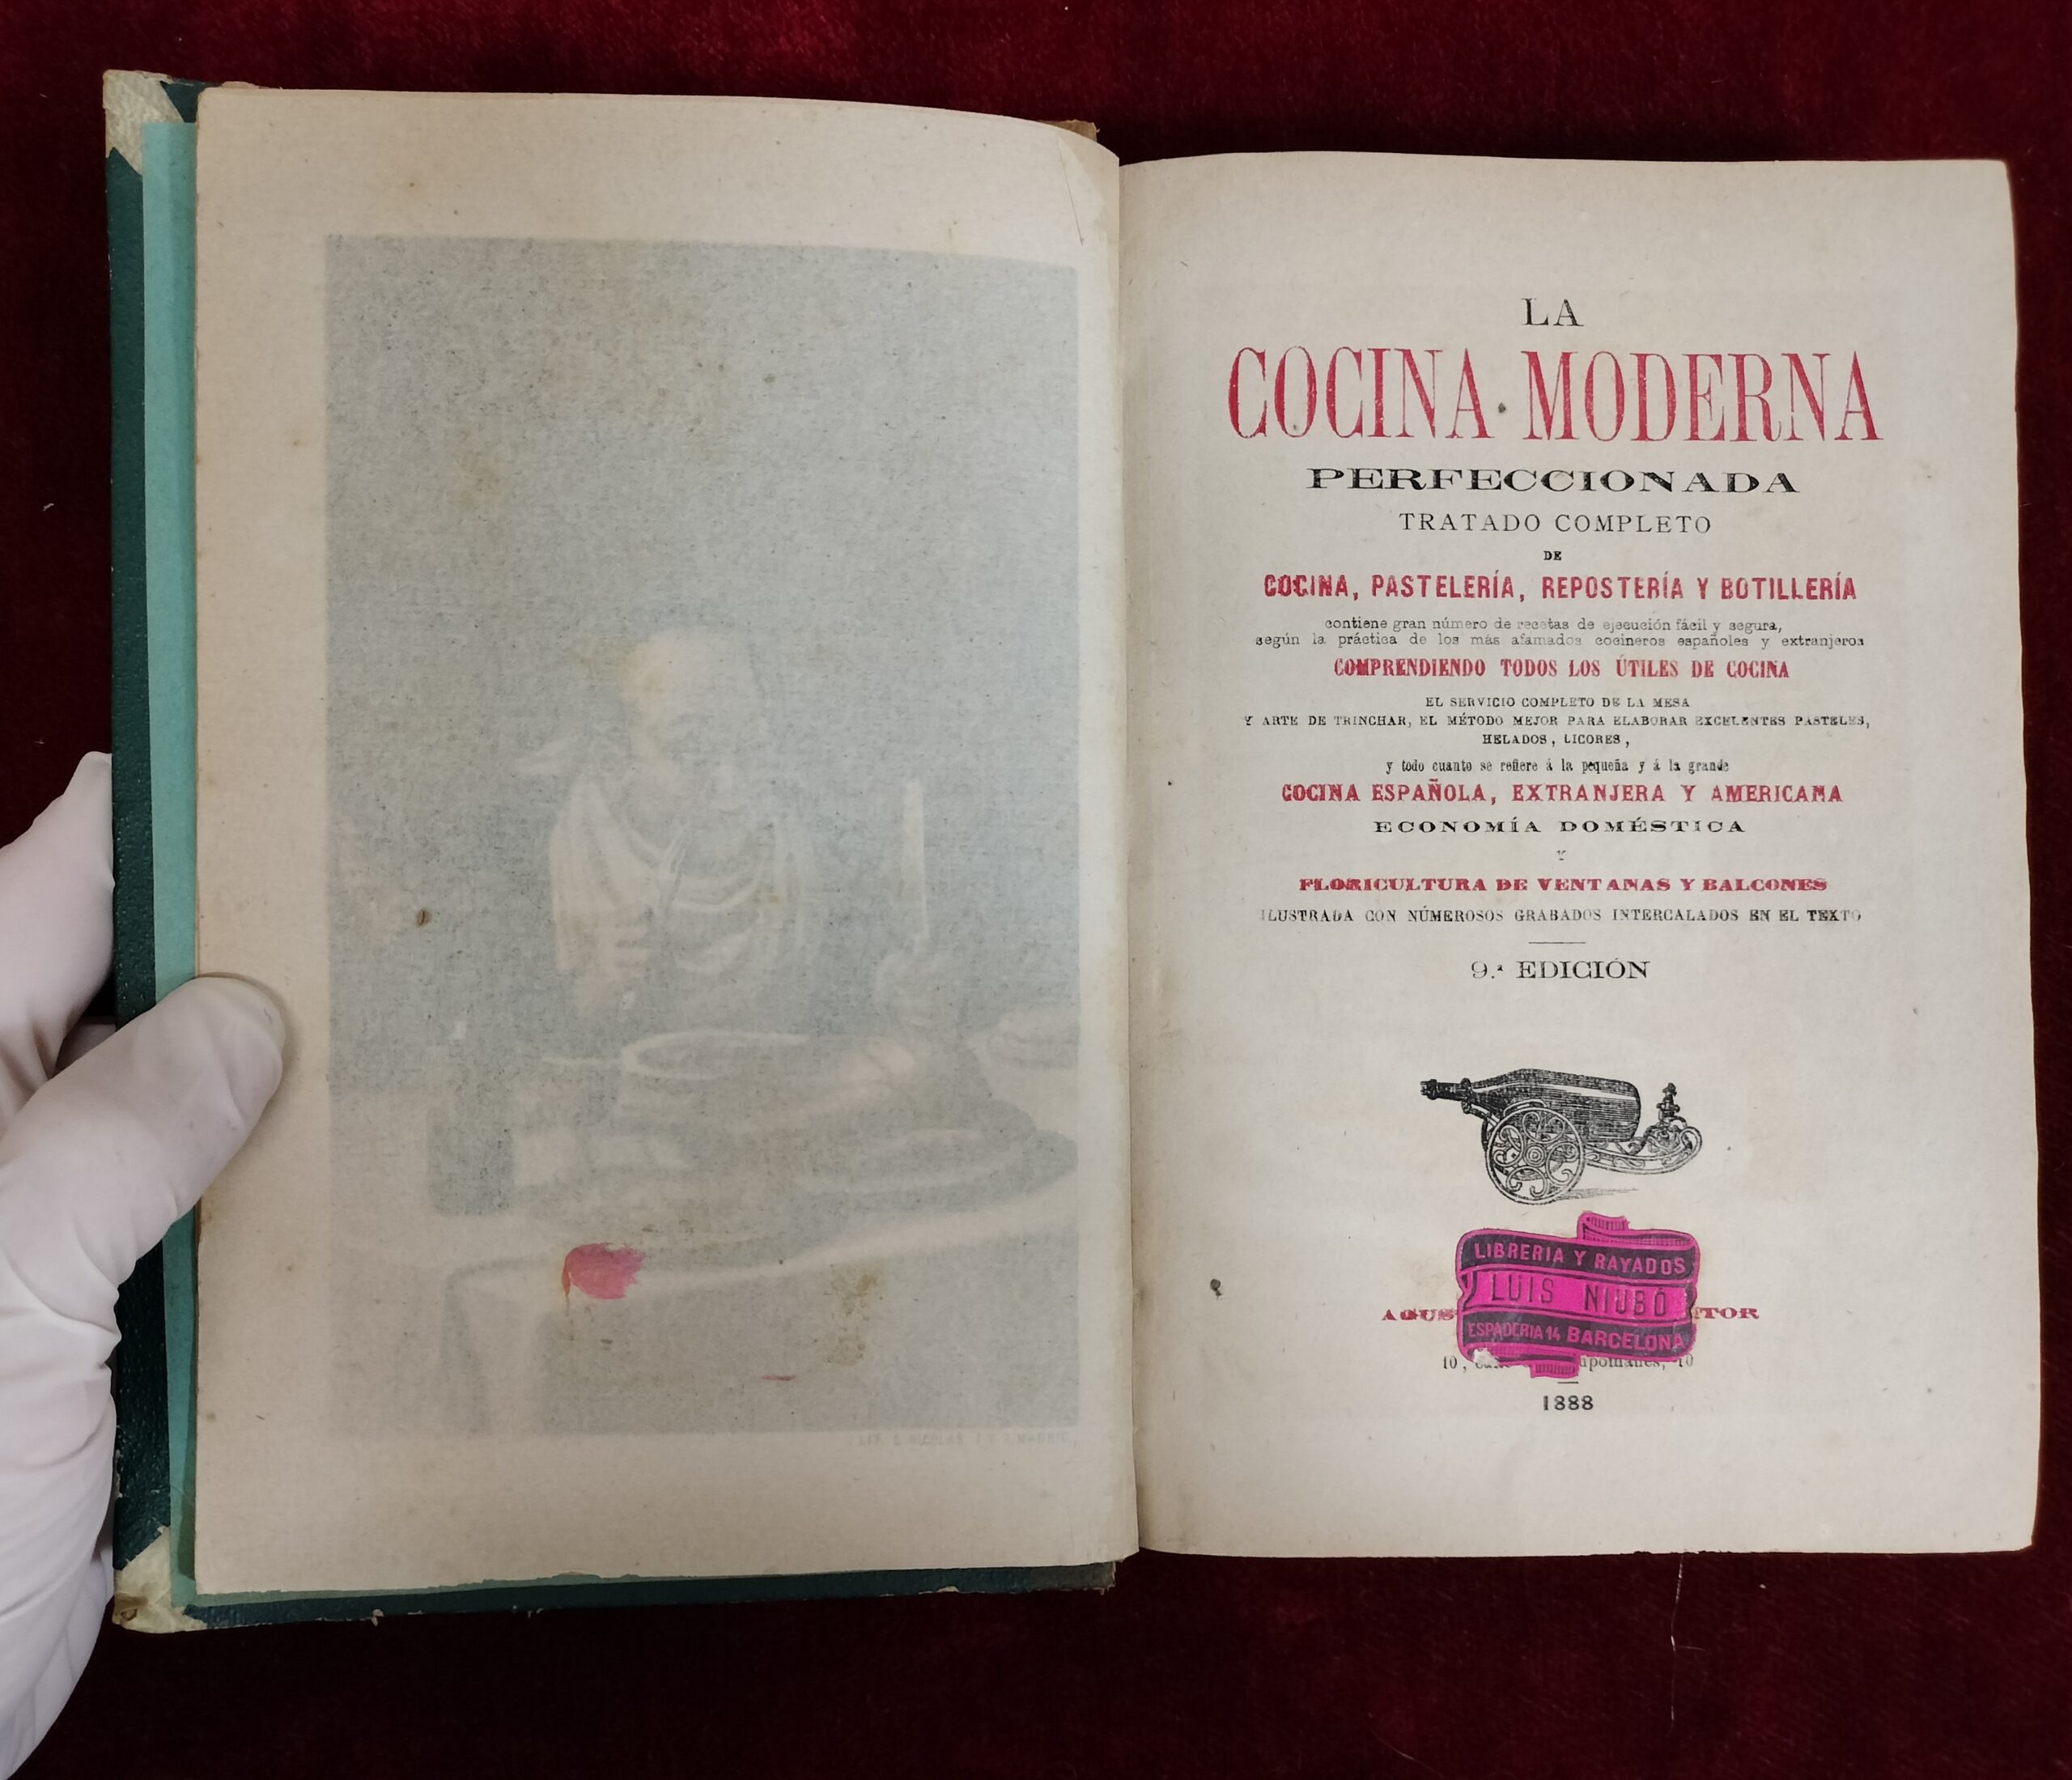 LA
COCINA MODERNA
PERFECCIONADA
TRATADO COMPLETO
DE
COCINA, PASTELERÍA, REPOSTERÍA Y BOTILLERÍA
contiene gran número de recetas de ejecución fácil y segura,
según la práctica de los más afamados cocineros españoles y extranjeros
COMPRENDIENDO TODOS LOS ÚTILES DE COCINA
EL SERVICIO COMPLETO DE LA MESA
Y ARTE DE TRINCHAR, EL MÉTODO MEJOR PARA ELABORAR EXCELENTES PASTELES,
HELADOS, LICORES,
y todo cuanto se refiere á la pequeña y á la grande
COCINA ESPAÑOLA, EXTRANJERA Y AMERICANA
ECONOMÍA DOMÉSTICA
Y
FLORICULTURA DE VENTANAS Y BALCONES
ILUSTRADA CON NÚMEROSOS GRABADOS INTERCALADOS EN EL TEXTO
9.ª EDICIÓN
LIBRERIA Y RAYADOS
LUIS NIUBÓ
ESPADERIA 14 BARCELONA
10, 10
1888